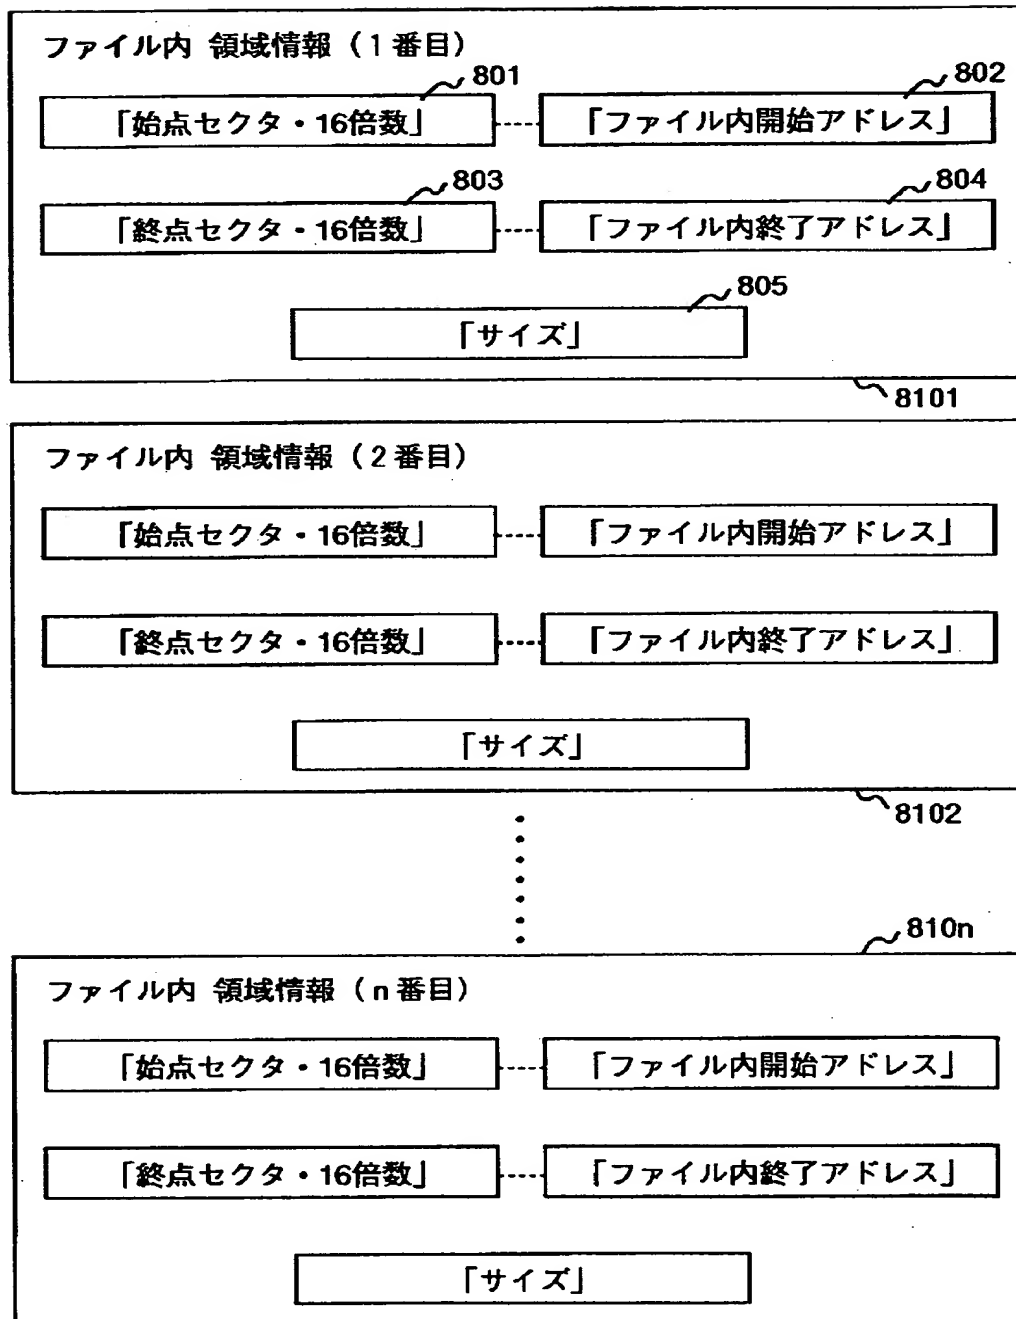 ファイル内 領域情報（1番目）
801 802
「始点セクタ・16倍数」 「ファイル内開始アドレス」
803 804
「終点セクタ・16倍数」 「ファイル内終了アドレス」
805
「サイズ」
8101
ファイル内 領域情報（2番目）
「始点セクタ・16倍数」 「ファイル内開始アドレス」
「終点セクタ・16倍数」 「ファイル内終了アドレス」
「サイズ」
8102
810n
ファイル内 領域情報（n番目）
「始点セクタ・16倍数」 「ファイル内開始アドレス」
「終点セクタ・16倍数」 「ファイル内終了アドレス」
「サイズ」